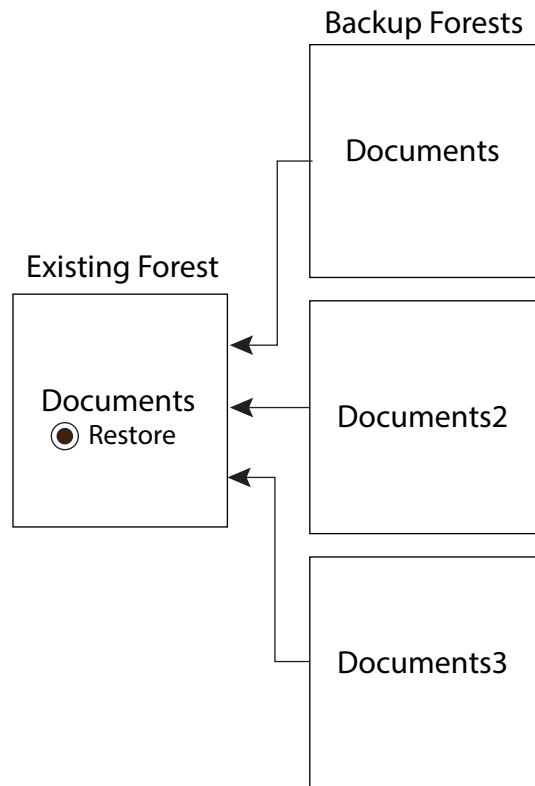 Backup Forests
Documents
Existing Forest
Documents
Restore
Documents2
Documents3